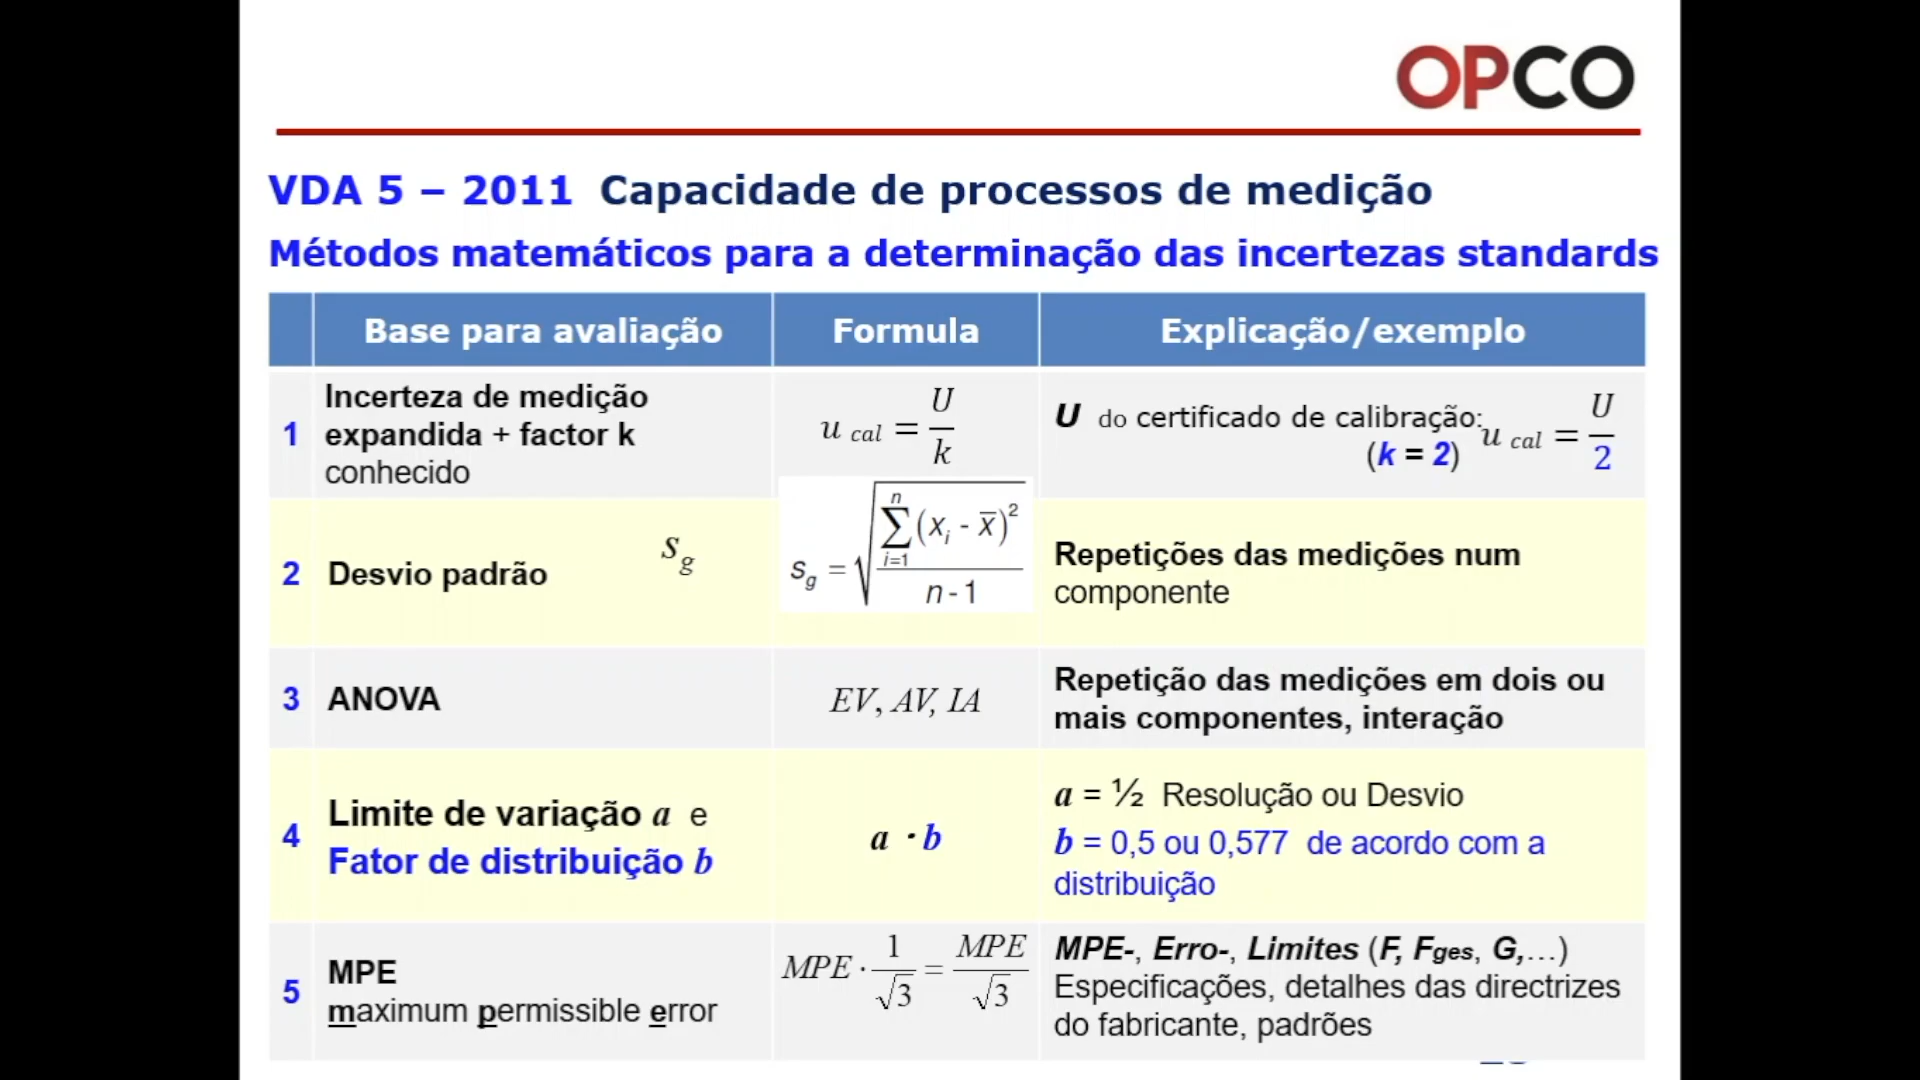 OPCO
VDA 5 – 2011 Capacidade de processos de medição
Métodos matemáticos para a determinação das incertezas standards
Base para avaliação
Formula
Explicação/exemplo
1
Incerteza de medição
expandida + factor k
conhecido
u cal = U/k
U do certificado de calibração:
(k = 2)
u cal = U/2
2
Desvio padrão
s_g
s_g = √(∑_{i=1}^{n} (x_i - x̅)² / n - 1)
Repetições das medições num
componente
3
ANOVA
EV, AV, IA
Repetição das medições em dois ou
mais componentes, interação
4
Limite de variação a e
Fator de distribuição b
a · b
a = ½ Resolução ou Desvio
b = 0,5 ou 0,577 de acordo com a
distribuição
5
MPE
maximum permissible error
MPE · 1/√3 = MPE/√3
MPE-, Erro-, Limites (F, Fges, G,...)
Especificações, detalhes das directrizes
do fabricante, padrões